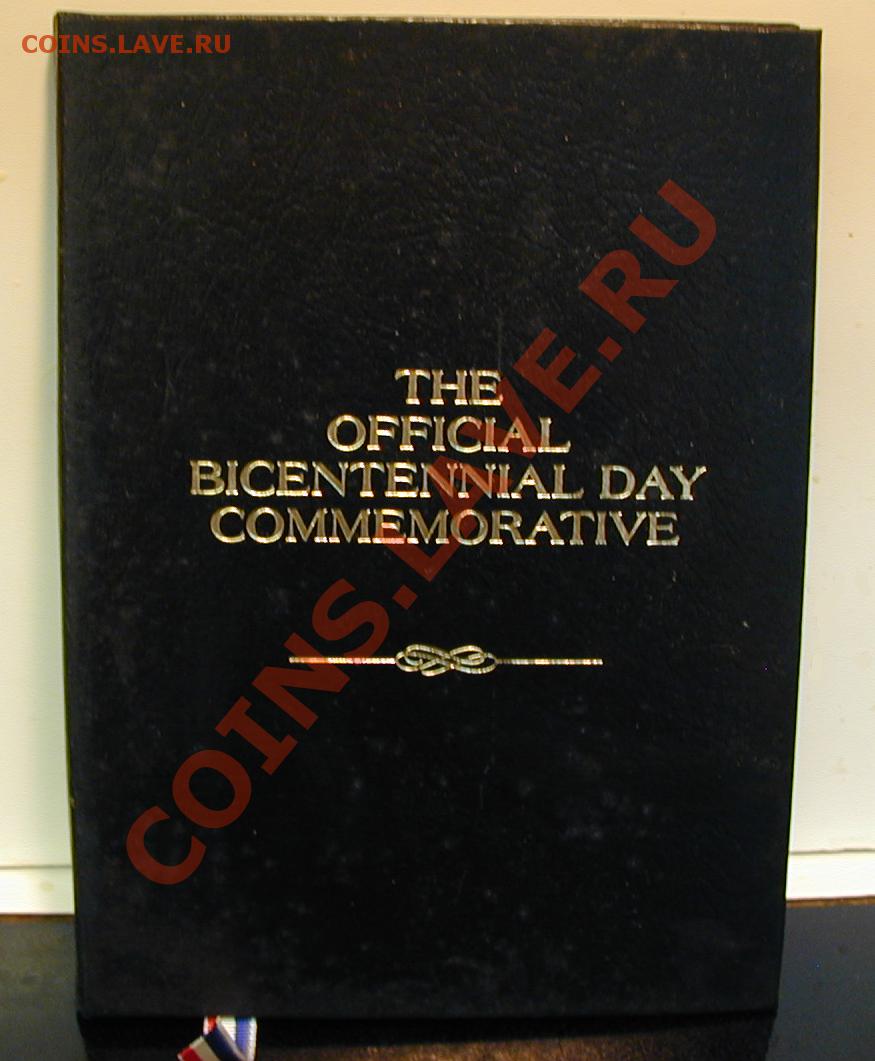 COINS.LAVE.RU
THE
OFFICIAL
BICENTENNIAL DAY
COMMEMORATIVE
COINS.LAVE.RU